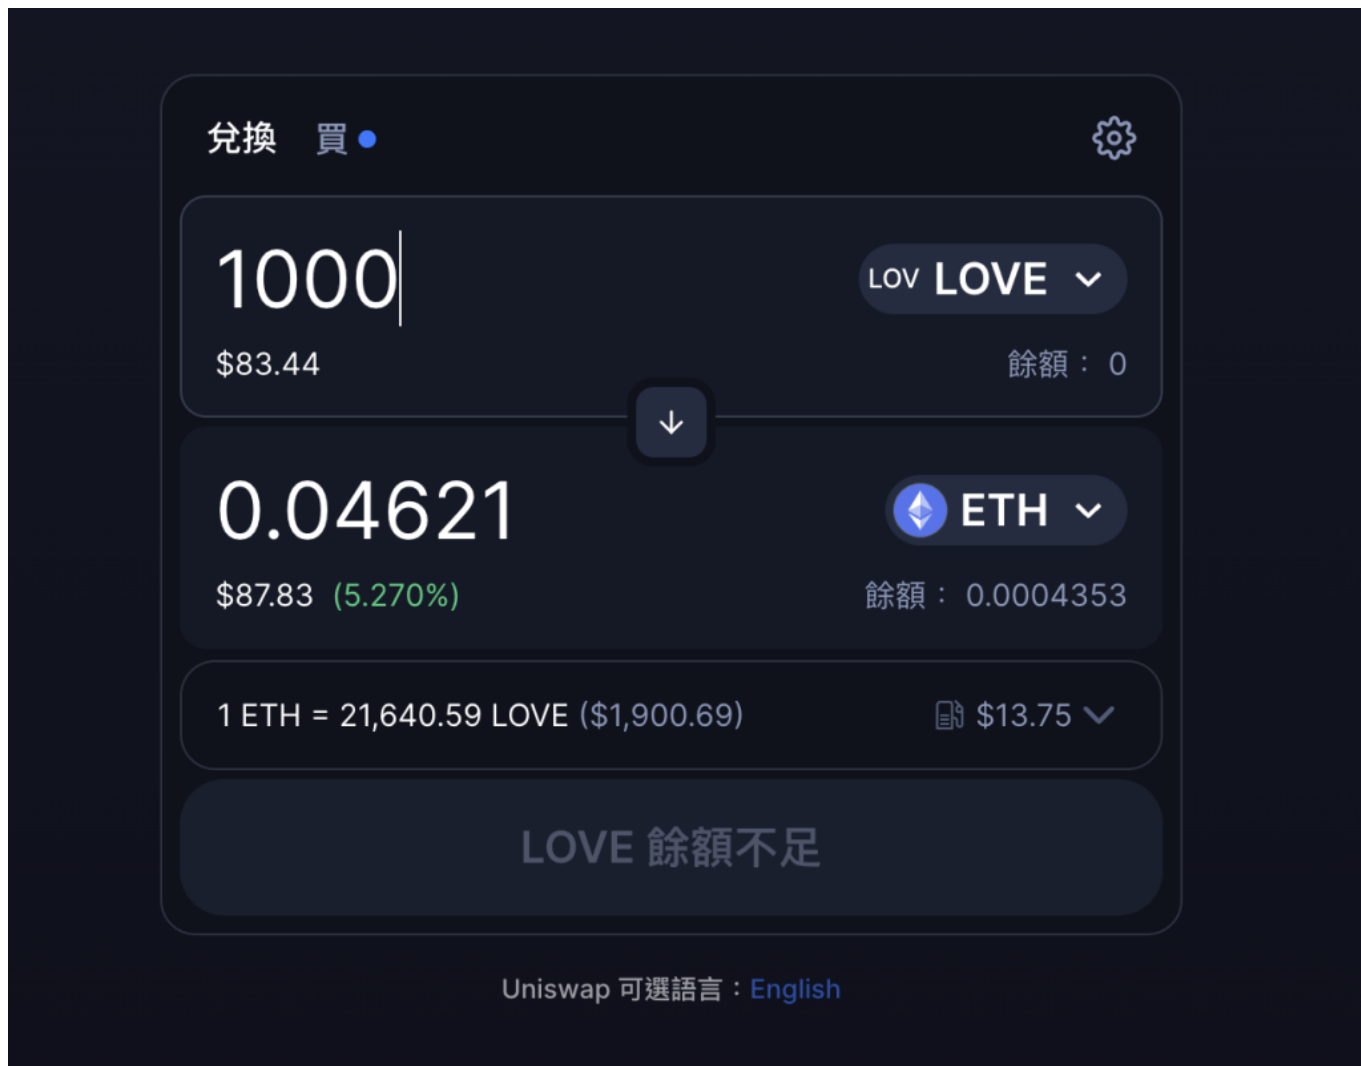 兌換 買
1000 LOV LOVE
$83.44 餘額： 0
0.04621 ETH
$87.83 (5.270%) 餘額： 0.0004353
1 ETH = 21,640.59 LOVE ($1,900.69) $13.75
LOVE 餘額不足
Uniswap 可選語言：English